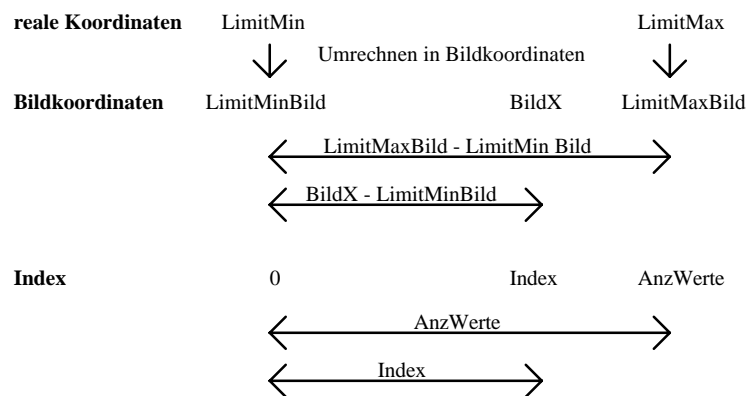 reale Koordinaten LimitMin LimitMax
Umrechnen in Bildkoordinaten
Bildkoordinaten LimitMinBild BildX LimitMaxBild
LimitMaxBild - LimitMin Bild
BildX - LimitMinBild
Index 0 Index AnzWerte
AnzWerte
Index